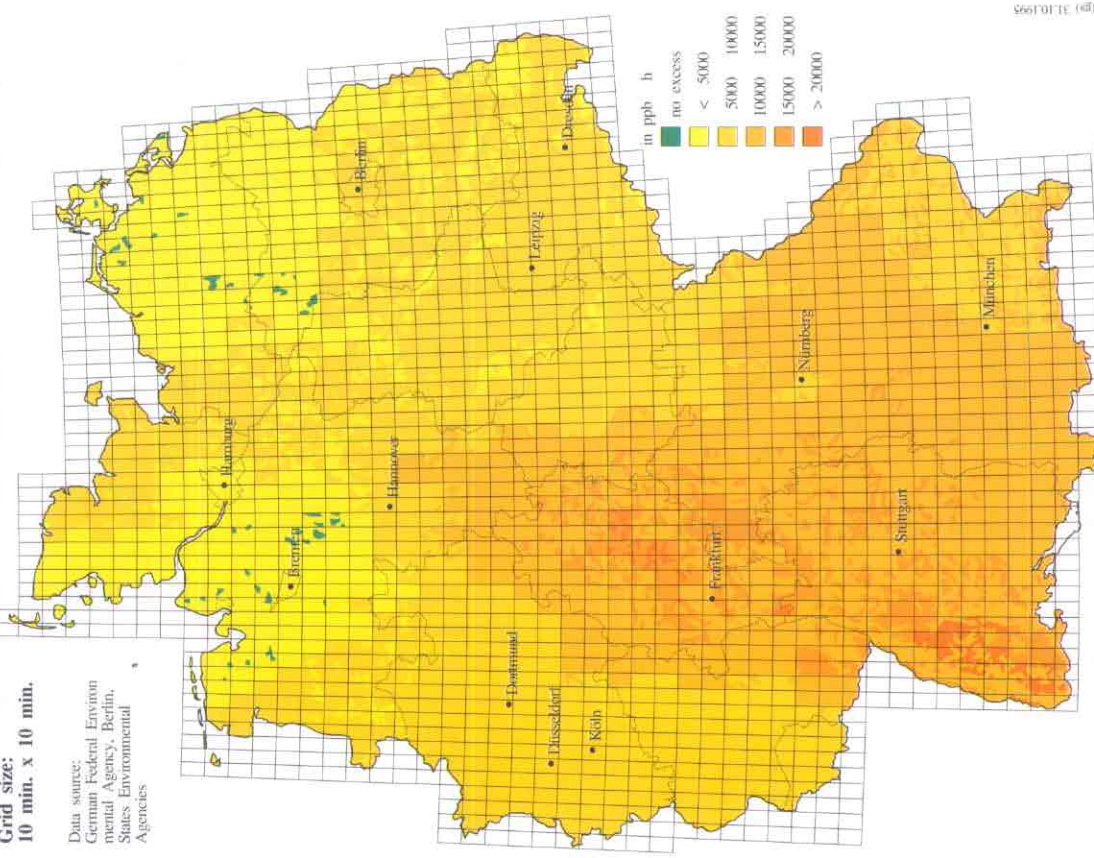 Grid size:
10 min. x 10 min.
Data source:
German Federal Environ
mental Agency, Berlin,
States Environmental
Agencies
Hamburg
Bremen
Hannover
Berlin
Dortmund
Düsseldorf
Köln
Leipzig
Dresden
Frankfurt
Nürnberg
Stuttgart
München
in ppb h
no excess
< 5000
5000 10000
10000 15000
15000 20000
> 20000
(gs) 31.10.1995